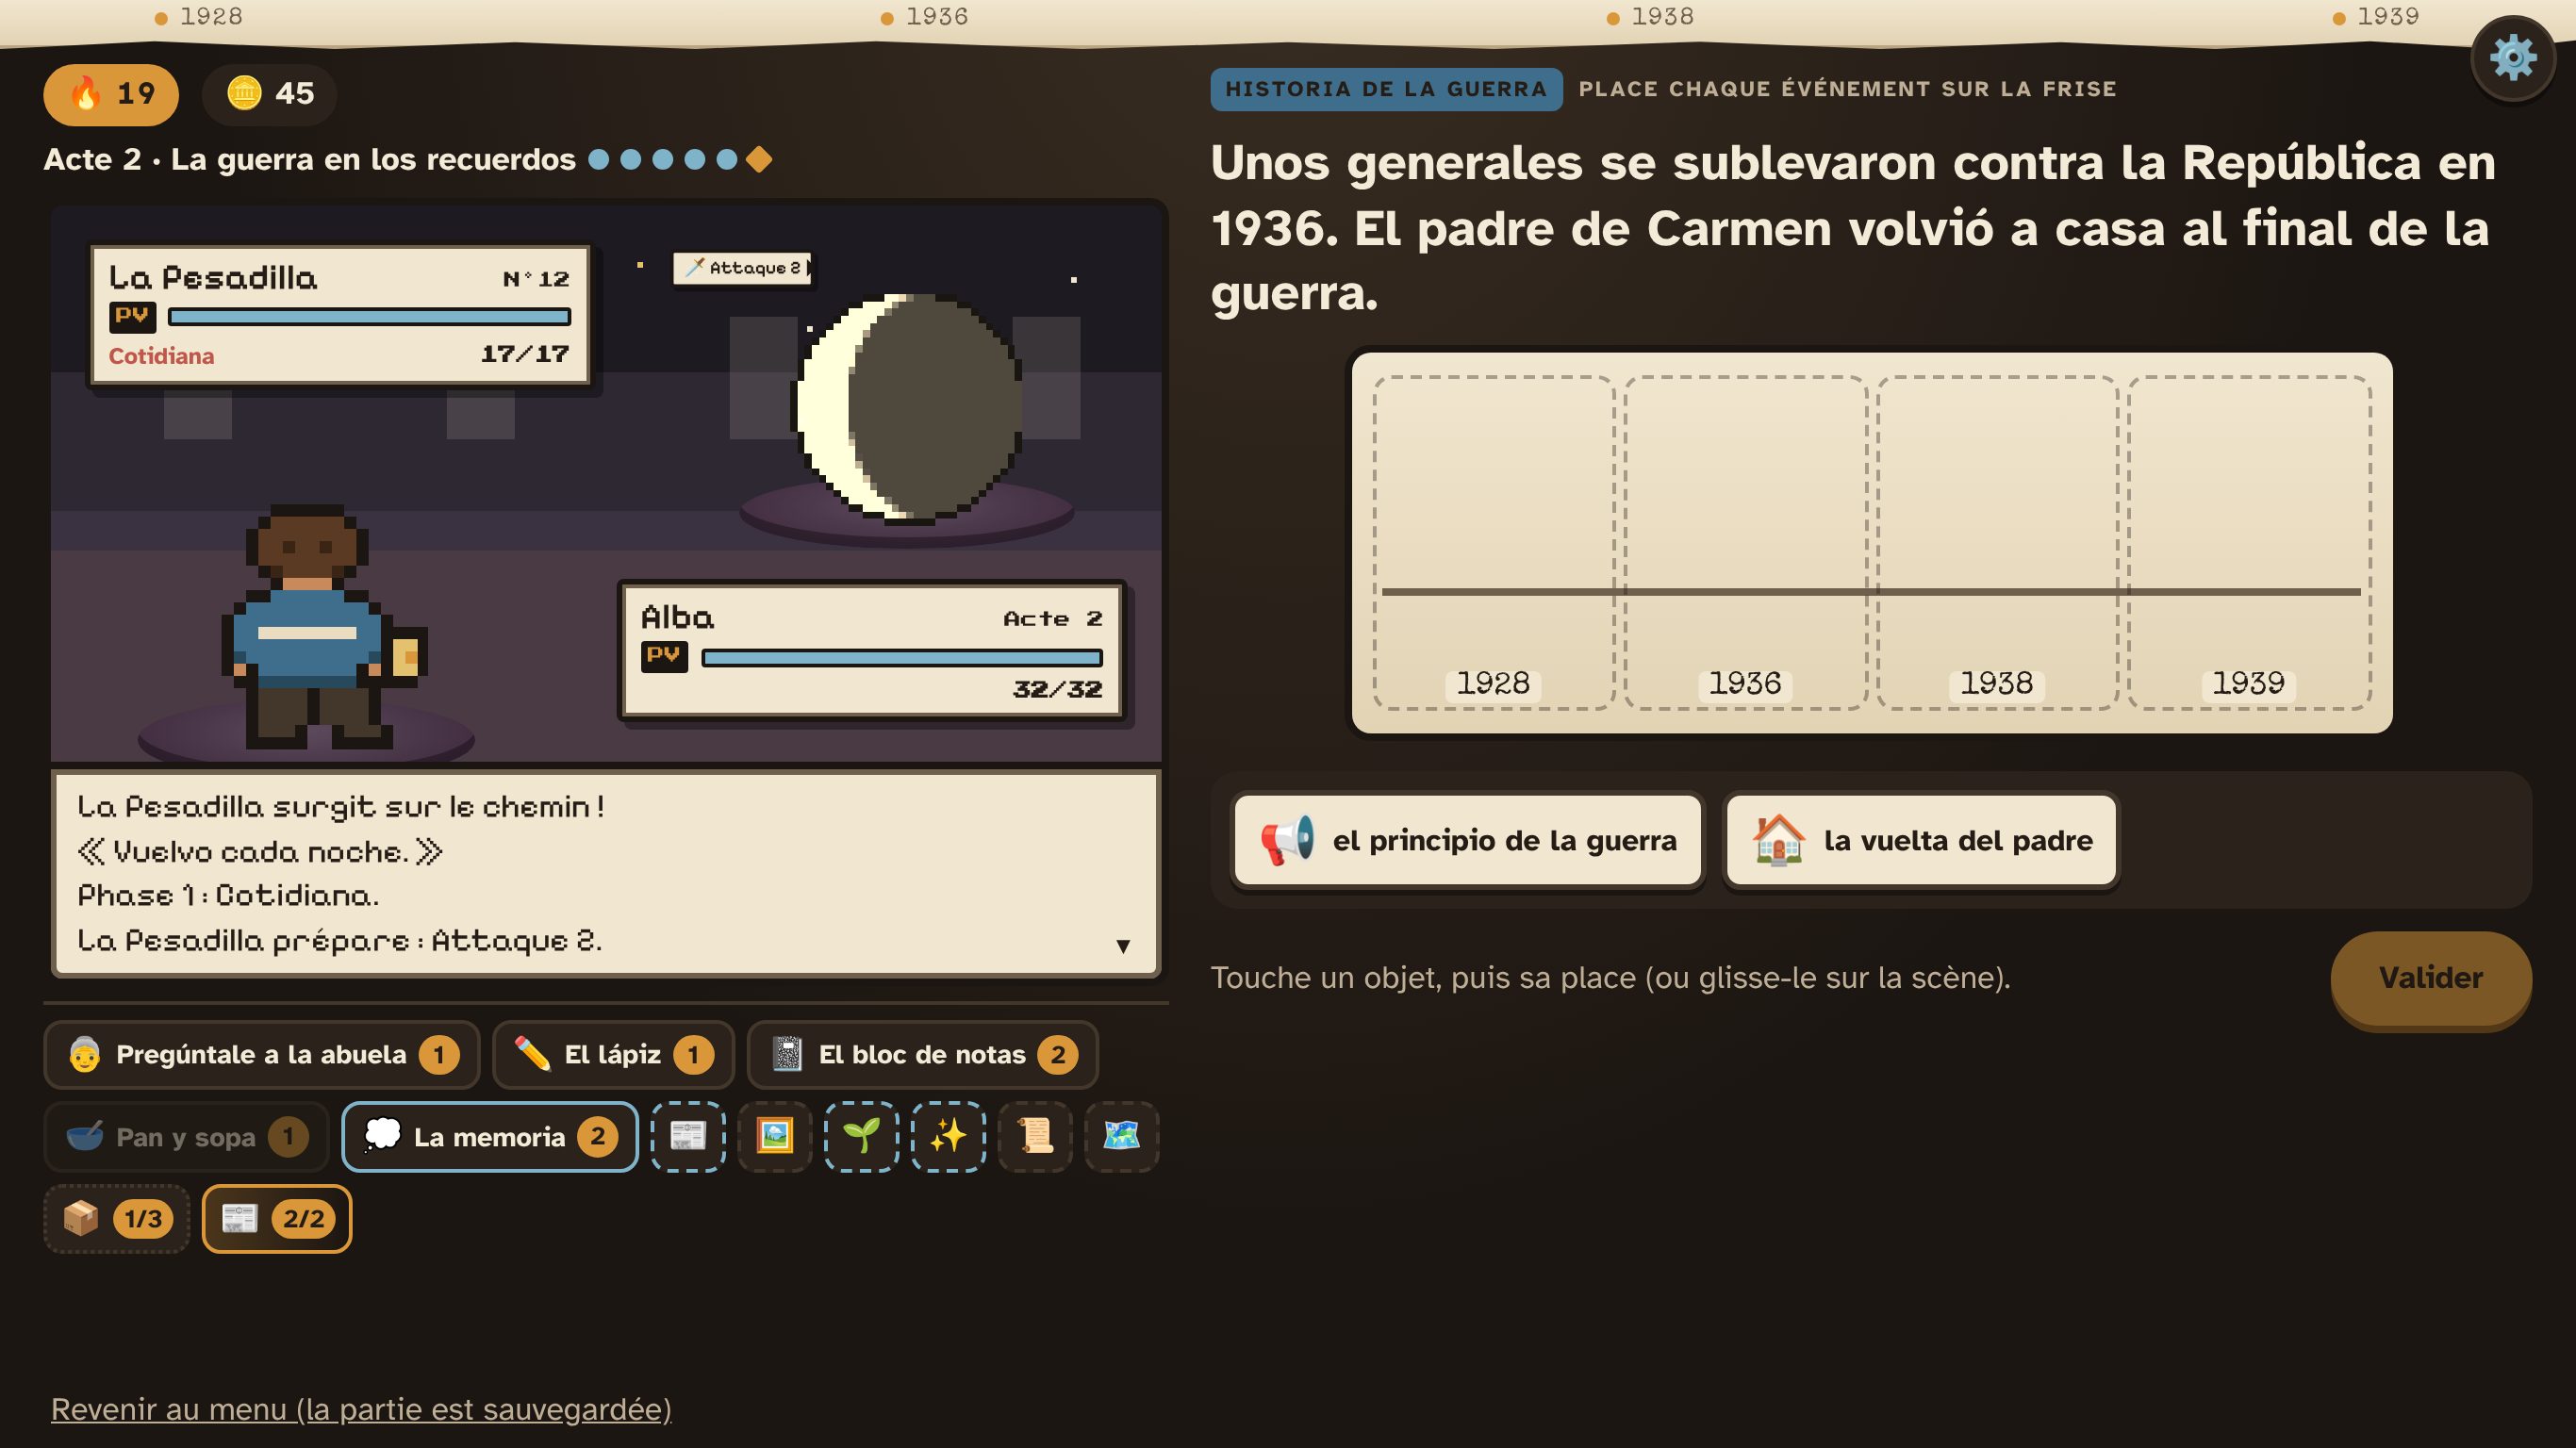 1928
1936
1938
1939
19
45
Acte 2 · La guerra en los recuerdos
La Pesadilla N°12
PV
Cotidiana 17/17
Attaque 2
Alba Acte 2
PV
32/32
La Pesadilla surgit sur le chemin !
« Vuelvo cada noche. »
Phase 1 : Cotidiana.
La Pesadilla prépare : Attaque 2.
Pregúntale a la abuela 1
El lápiz 1
El bloc de notas 2
Pan y sopa 1
La memoria 2
1/3
2/2
Revenir au menu (la partie est sauvegardée)
HISTORIA DE LA GUERRA PLACE CHAQUE ÉVÉNEMENT SUR LA FRISE
Unos generales se sublevaron contra la República en
1936. El padre de Carmen volvió a casa al final de la
guerra.
1928
1936
1938
1939
el principio de la guerra
la vuelta del padre
Touche un objet, puis sa place (ou glisse-le sur la scène).
Valider